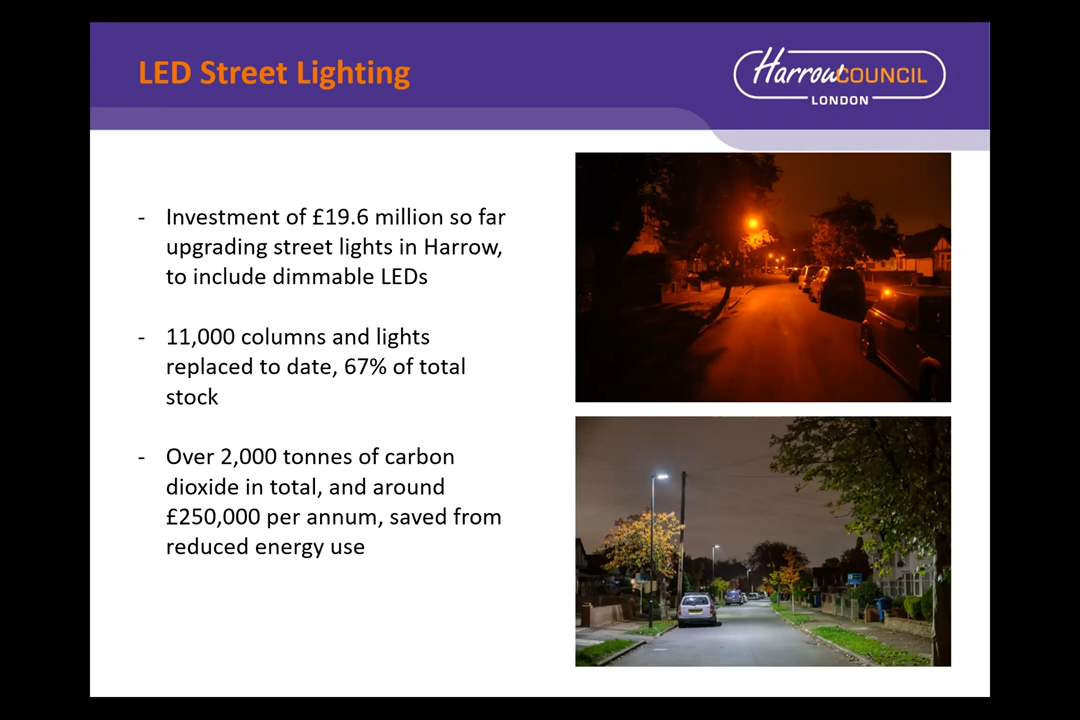 LED Street Lighting
Harrow COUNCIL
LONDON
- Investment of £19.6 million so far
upgrading street lights in Harrow,
to include dimmable LEDs
- 11,000 columns and lights
replaced to date, 67% of total
stock
- Over 2,000 tonnes of carbon
dioxide in total, and around
£250,000 per annum, saved from
reduced energy use